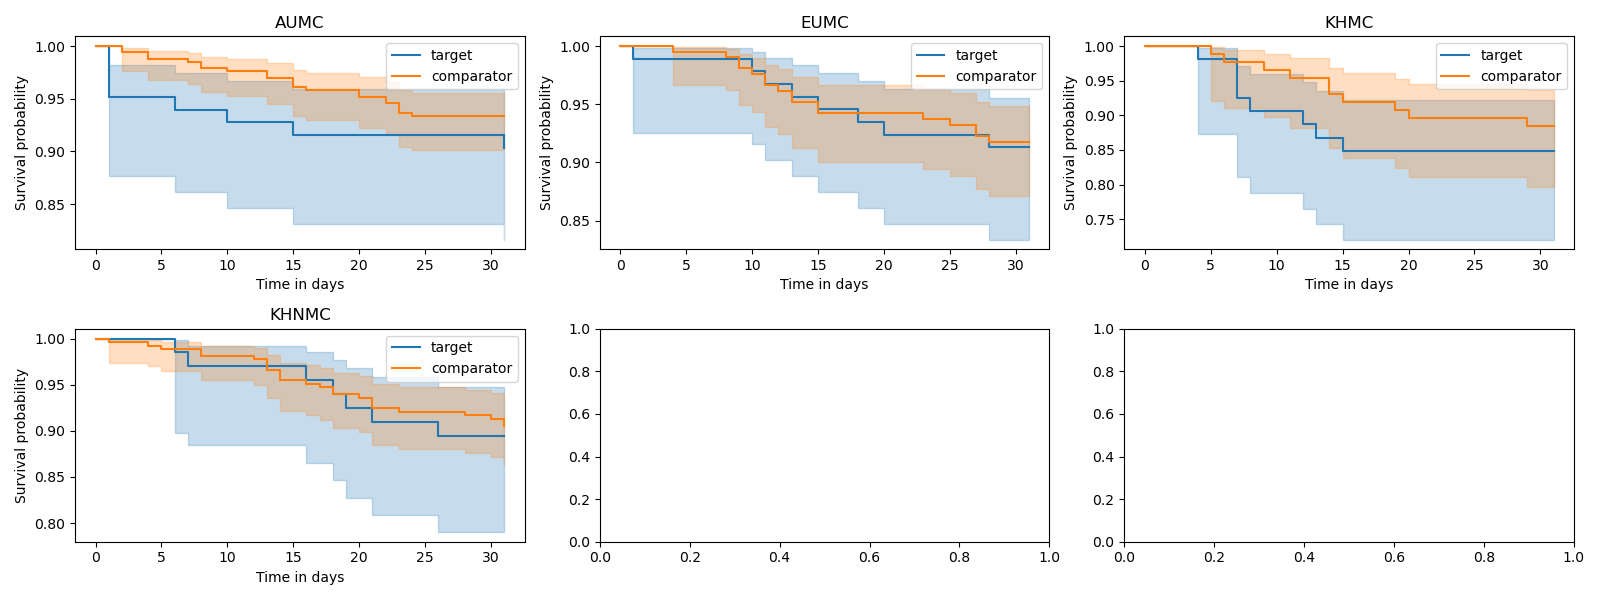 AUMC
EUMC
KHMC
Survival probability
1.00
0.95
0.90
0.85
target
comparator
0 5 10 15 20 25 30
Time in days
Survival probability
1.00
0.95
0.90
0.85
target
comparator
0 5 10 15 20 25 30
Time in days
Survival probability
1.00
0.95
0.90
0.85
0.80
0.75
target
comparator
0 5 10 15 20 25 30
Time in days
KHNMC
Survival probability
1.00
0.95
0.90
0.85
0.80
target
comparator
0 5 10 15 20 25 30
Time in days
1.0
0.8
0.6
0.4
0.2
0.0
0.0 0.2 0.4 0.6 0.8 1.0
1.0
0.8
0.6
0.4
0.2
0.0
0.0 0.2 0.4 0.6 0.8 1.0